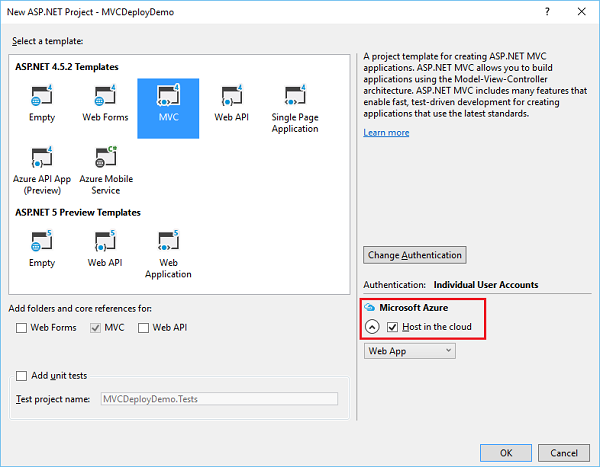 New ASP.NET Project - MVCDeployDemo
?
Select a template:
ASP.NET 4.5.2 Templates
Empty
Web Forms
MVC
Web API
Single Page
Application
Azure API App
(Preview)
Azure Mobile
Service
ASP.NET 5 Preview Templates
Empty
Web API
Web
Application
Add folders and core references for:
Web Forms
MVC
Web API
Add unit tests
Test project name:
MVCDeployDemo.Tests
A project template for creating ASP.NET MVC
applications. ASP.NET MVC allows you to build
applications using the Model-View-Controller
architecture. ASP.NET MVC includes many features that
enable fast, test-driven development for creating
applications that use the latest standards.
Learn more
Change Authentication
Authentication: Individual User Accounts
Microsoft Azure
Host in the cloud
Web App
OK
Cancel